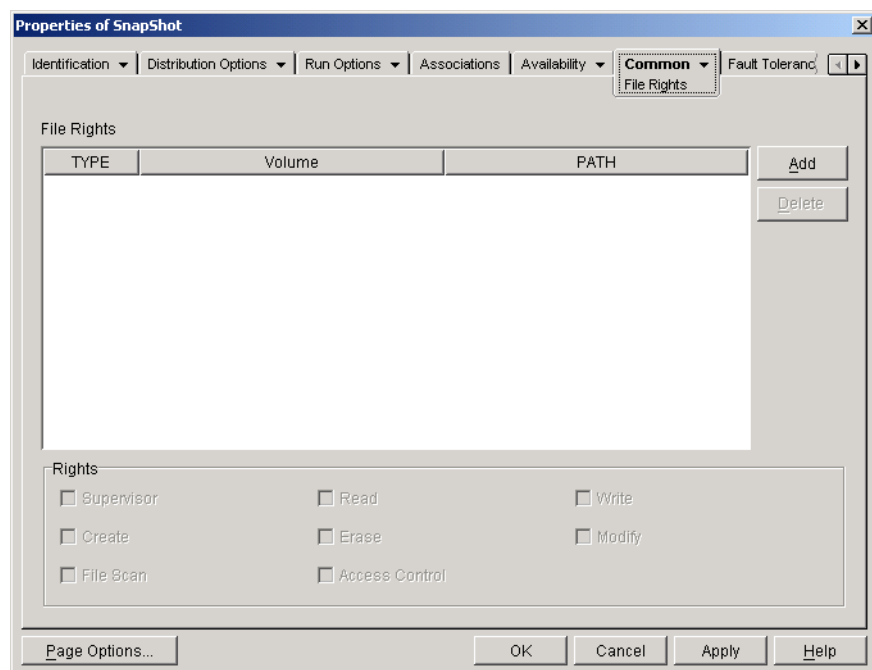 Properties of SnapShot
Identification Distribution Options Run Options Associations Availability Common Fault Toleranc
File Rights
File Rights
TYPE Volume PATH Add
Delete
Rights
Supervisor Read Write
Create Erase Modify
File Scan Access Control
Page Options... OK Cancel Apply Help